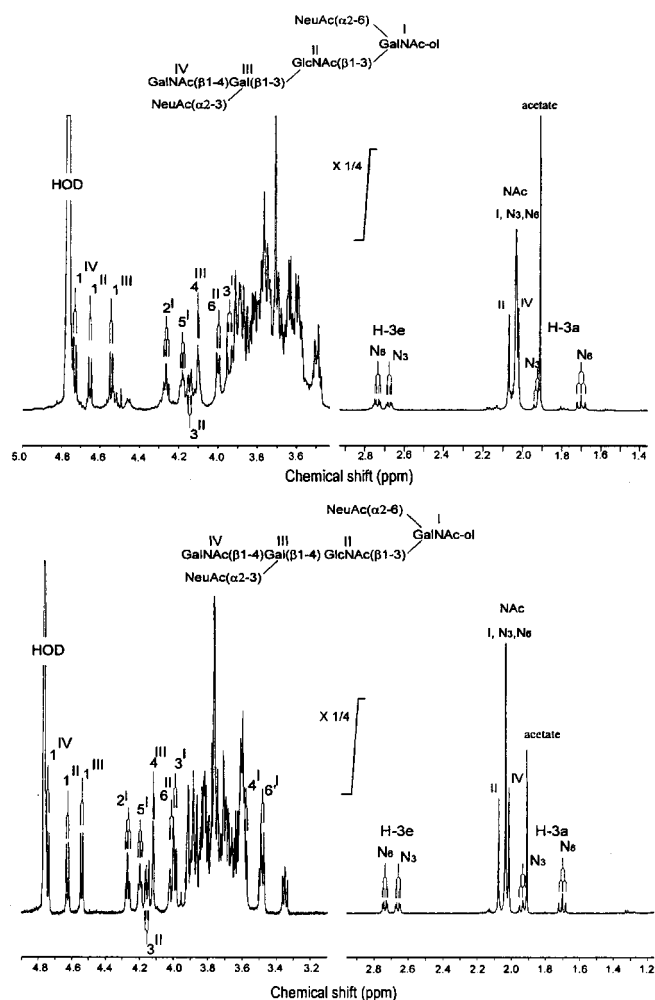 NeuAc(α2-6) I
II GalNAc-ol
IV III GlcNAc(β1-3)
GalNAc(β1-4)Gal(β1-3)
NeuAc(α2-3)
acetate
X 1/4
HOD
NAc
I, N3,N6
1 IV
1 II
1 III
2 I
5 I
4 III
6 II
3 I
3 II
II
IV
H-3e
N6 N3
H-3a
N3
N6
5.0 4.8 4.6 4.4 4.2 4.0 3.8 3.6
2.8 2.6 2.4 2.2 2.0 1.8 1.6 1.4
Chemical shift (ppm)
NeuAc(α2-6) I
IV III II GalNAc-ol
GalNAc(β1-4)Gal(β1-4) GlcNAc(β1-3)
NeuAc(α2-3)
NAc
I, N3,N6
HOD
X 1/4
acetate
1 IV
1 II
1 III
2 I
5 I
4 III
6 II
3 I
4 I
6' I
3 II
II
IV
H-3e
N6 N3
H-3a
N3
N6
4.8 4.6 4.4 4.2 4.0 3.8 3.6 3.4 3.2
2.8 2.6 2.4 2.2 2.0 1.8 1.6 1.4 1.2
Chemical shift (ppm)